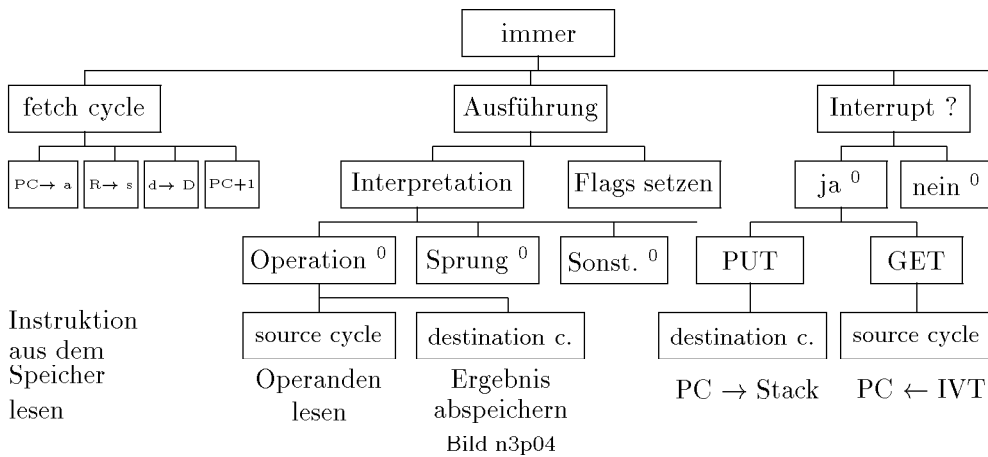 immer
fetch cycle
Ausführung
Interrupt ?
PC→ a
R→ s
d→ D
PC+1
Interpretation
Flags setzen
ja 0
nein 0
Operation 0
Sprung 0
Sonst. 0
PUT
GET
source cycle
destination c.
destination c.
source cycle
Instruktion
aus dem
Speicher
lesen
Operanden
lesen
Ergebnis
abspeichern
PC → Stack
PC ← IVT
Bild n3p04